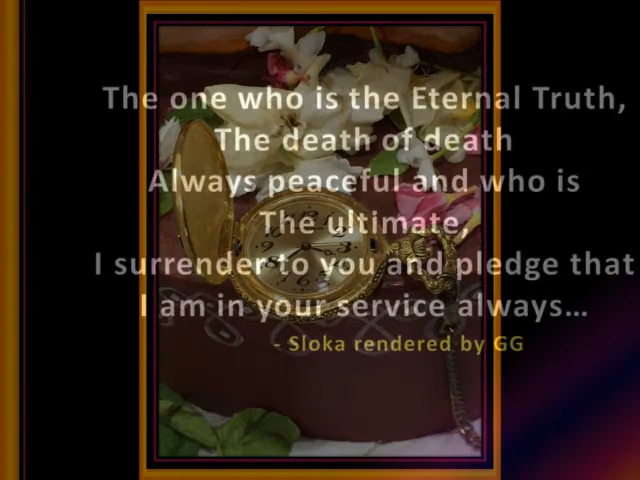 The one who is the Eternal Truth,
The death of death
Always peaceful and who is
The ultimate,
I surrender to you and pledge that
I am in your service always…
- Sloka rendered by GG